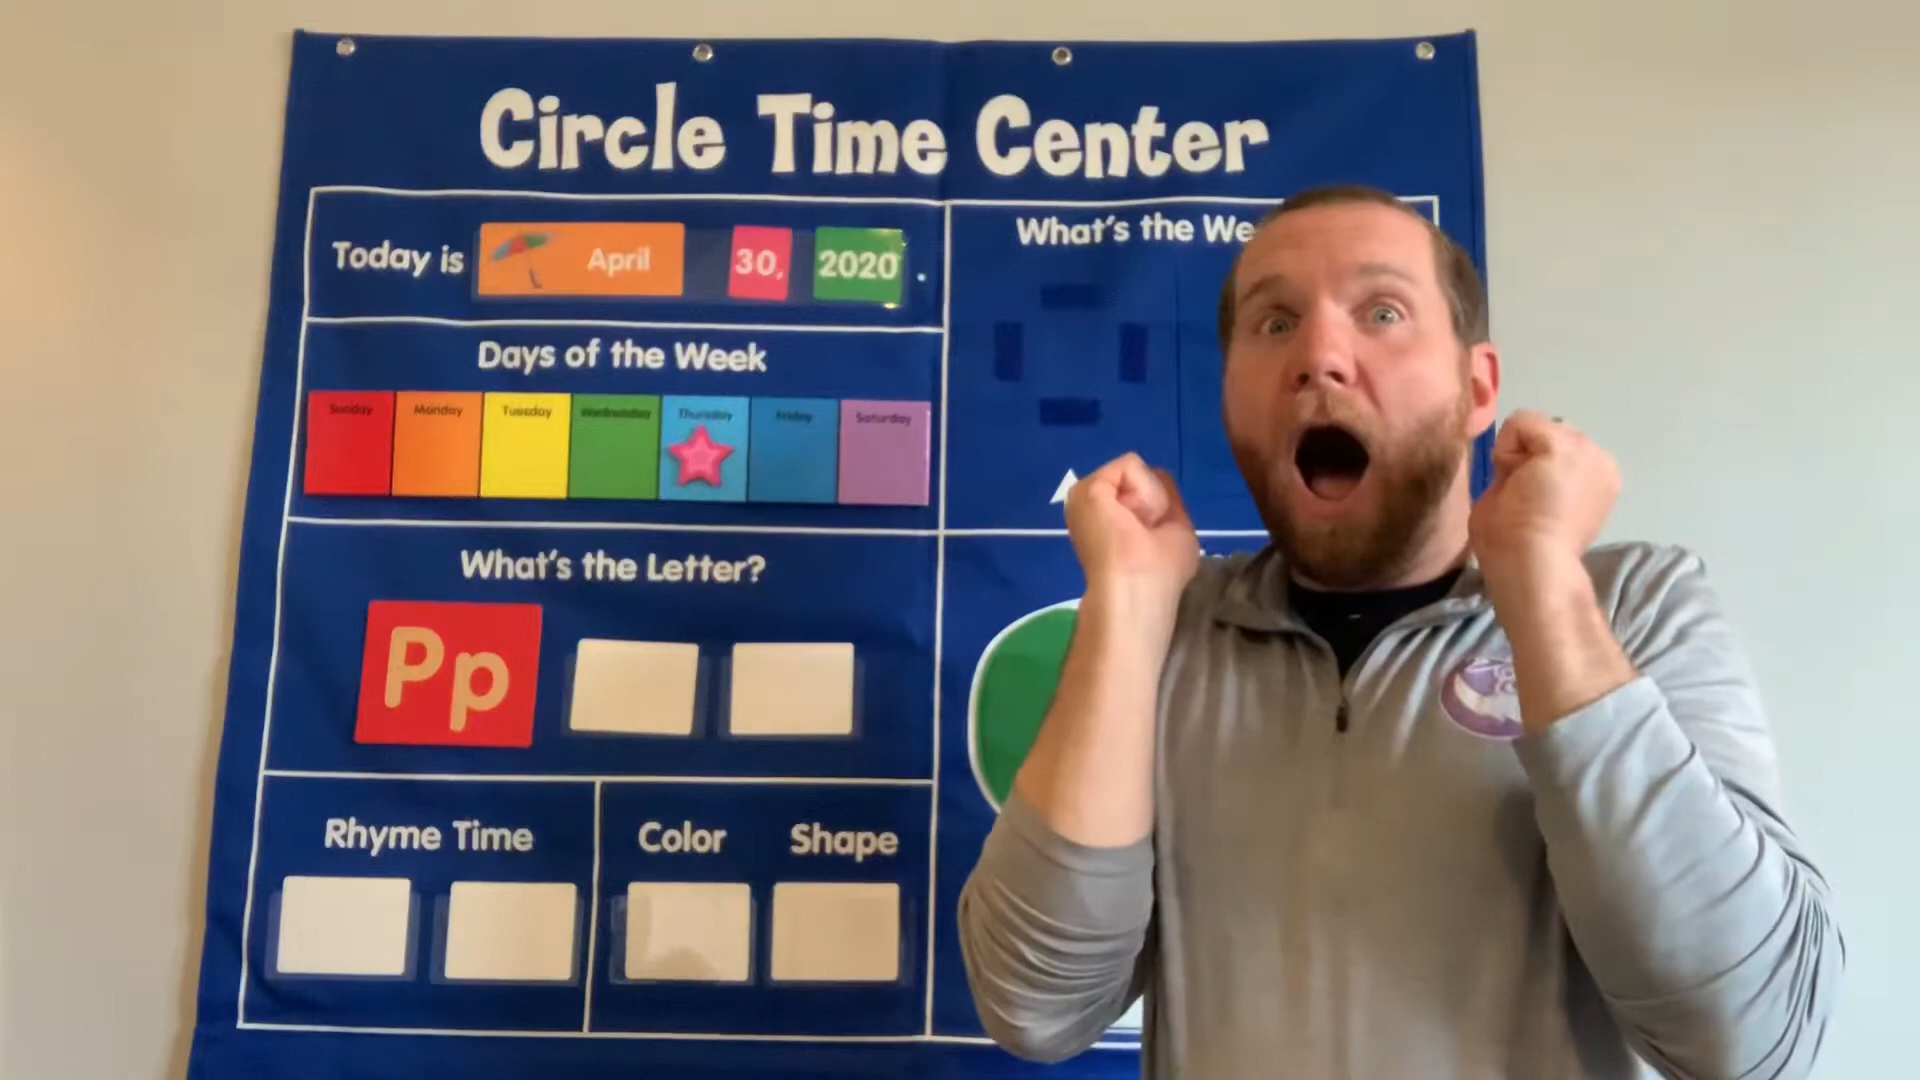 Circle Time Center
Today is April 30, 2020 .
What's the We
Days of the Week
Sunday Monday Tuesday Wednesday Thursday Friday Saturday
What's the Letter?
Pp
Rhyme Time
Color Shape